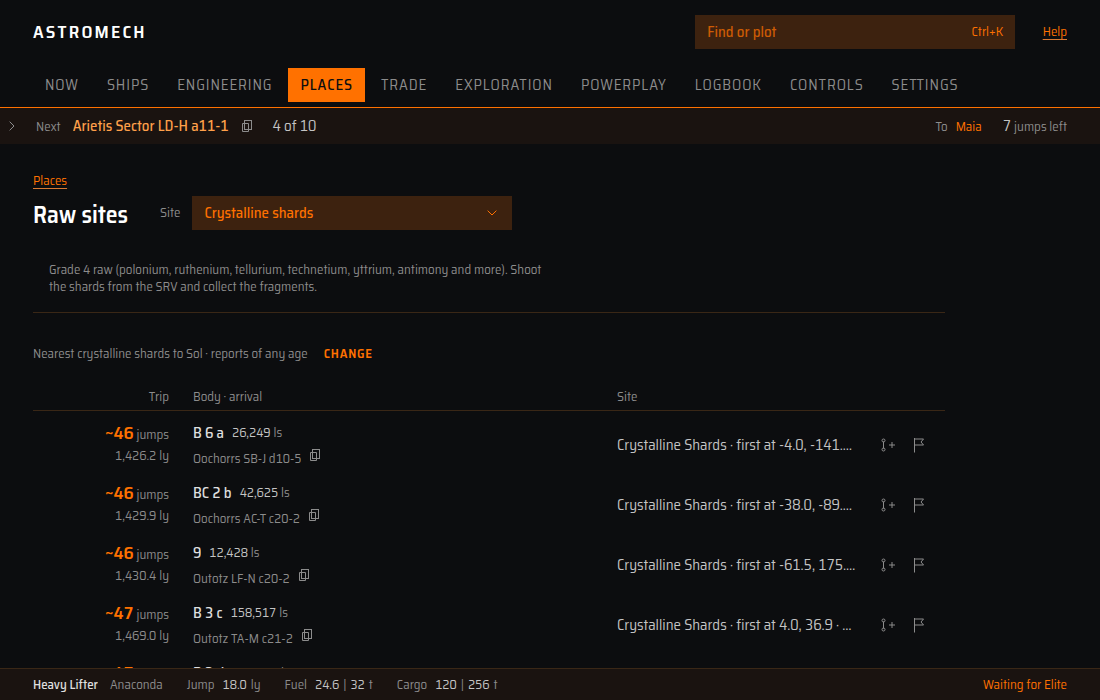 ASTROMECH
Find or plot Ctrl+K
Help
NOW SHIPS ENGINEERING PLACES TRADE EXPLORATION POWERPLAY LOGBOOK CONTROLS SETTINGS
Next Arietis Sector LD-H a11-1 4 of 10 To Maia 7 jumps left
Places
Raw sites Site Crystalline shards
Grade 4 raw (polonium, ruthenium, tellurium, technetium, yttrium, antimony and more). Shoot
the shards from the SRV and collect the fragments.
Nearest crystalline shards to Sol · reports of any age CHANGE
Trip Body · arrival Site
~46 jumps B 6 a 26,249 ls
1,426.2 ly Oochorrs SB-J d10-5
Crystalline Shards · first at -4.0, -141....
~46 jumps BC 2 b 42,625 ls
1,429.9 ly Oochorrs AC-T c20-2
Crystalline Shards · first at -38.0, -89....
~46 jumps 9 12,428 ls
1,430.4 ly Outotz LF-N c20-2
Crystalline Shards · first at -61.5, 175....
~47 jumps B 3 c 158,517 ls
1,469.0 ly Outotz TA-M c21-2
Crystalline Shards · first at 4.0, 36.9 · ...
Heavy Lifter Anaconda Jump 18.0 ly Fuel 24.6 | 32 t Cargo 120 | 256 t Waiting for Elite